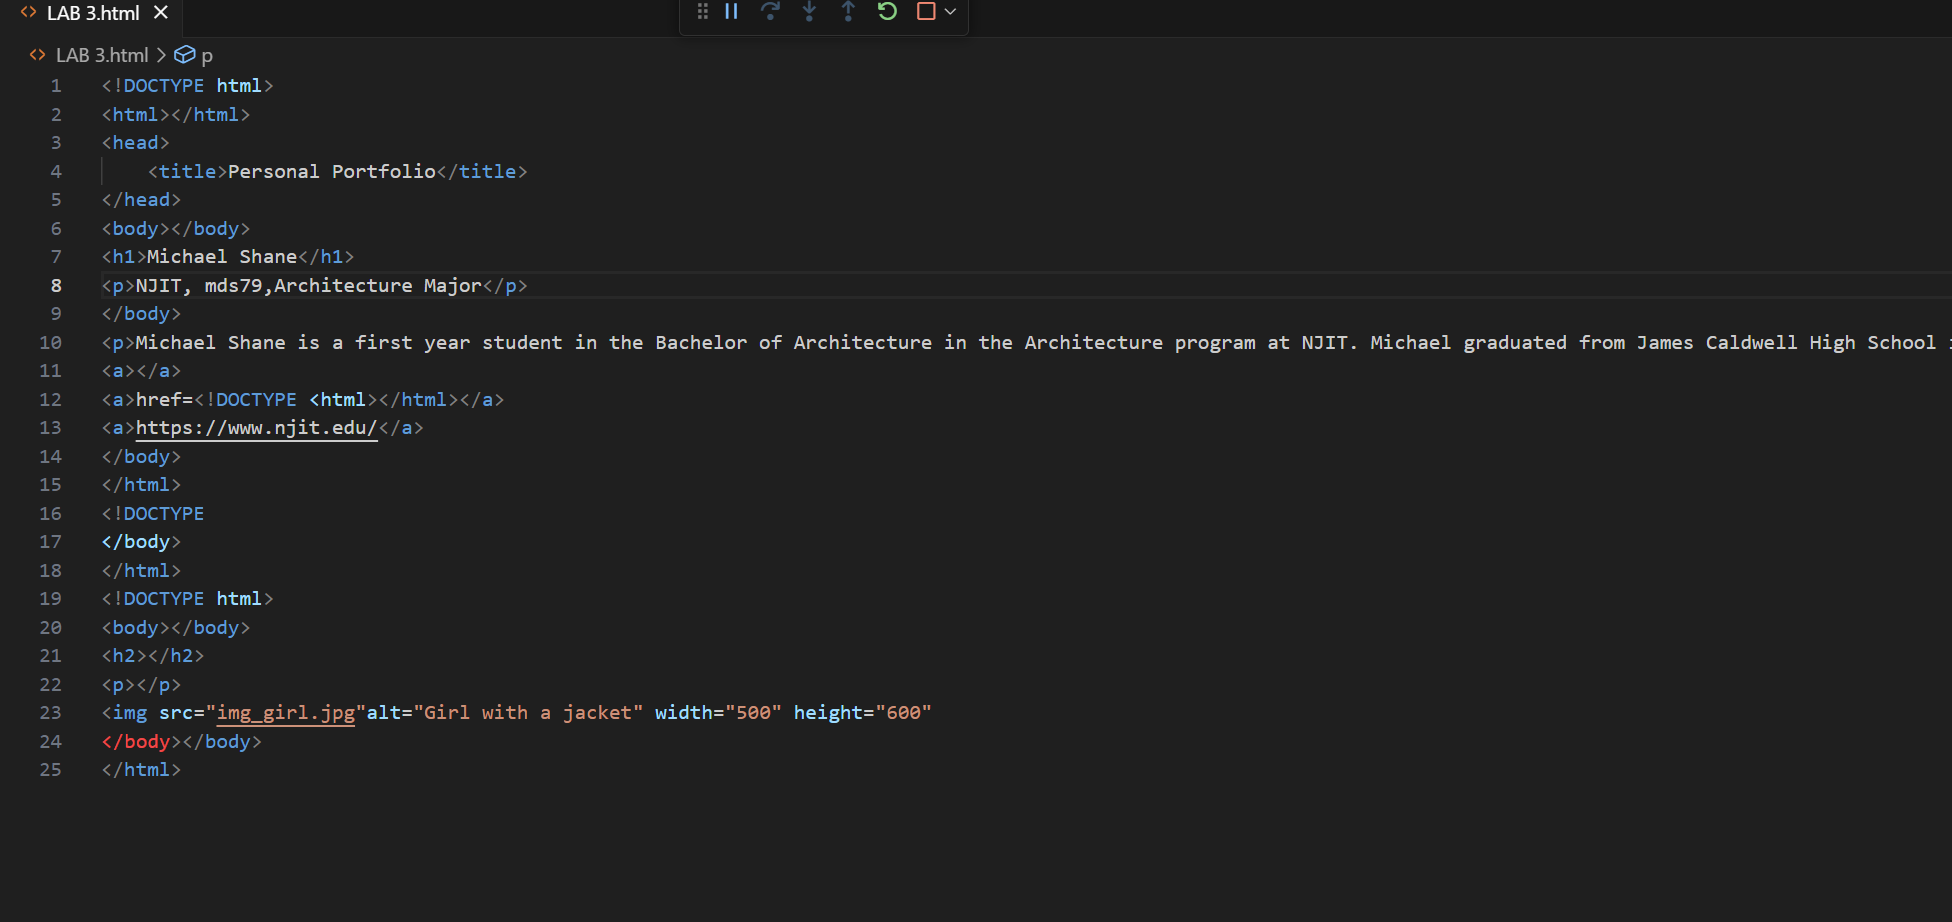 LAB 3.html
LAB 3.html > p
1 <!DOCTYPE html>
2 <html></html>
3 <head>
4 <title>Personal Portfolio</title>
5 </head>
6 <body></body>
7 <h1>Michael Shane</h1>
8 <p>NJIT, mds79,Architecture Major</p>
9 </body>
10 <p>Michael Shane is a first year student in the Bachelor of Architecture in the Architecture program at NJIT. Michael graduated from James Caldwell High School
11 <a></a>
12 <a>href=<!DOCTYPE <html></html></a>
13 <a>https://www.njit.edu/</a>
14 </body>
15 </html>
16 <!DOCTYPE
17 </body>
18 </html>
19 <!DOCTYPE html>
20 <body></body>
21 <h2></h2>
22 <p></p>
23 <img src="img_girl.jpg"alt="Girl with a jacket" width="500" height="600"
24 </body></body>
25 </html>